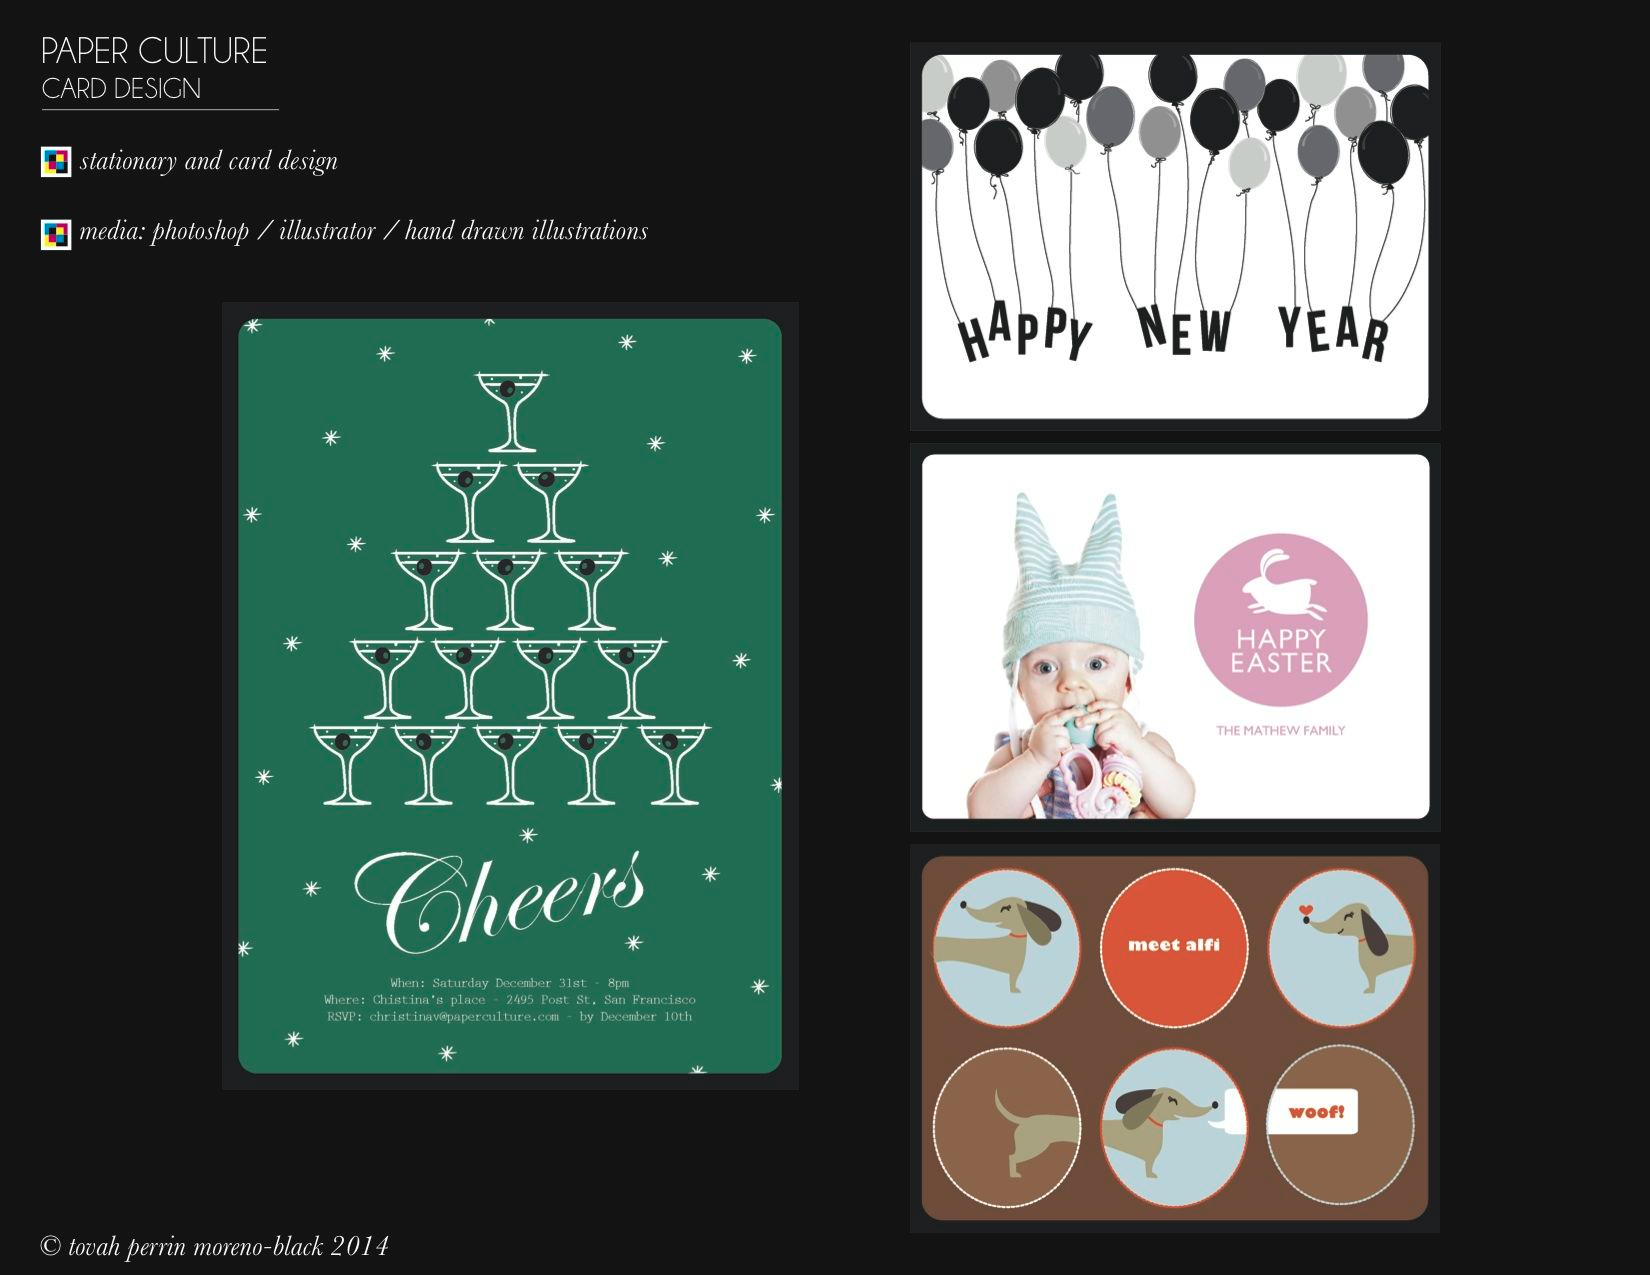 PAPER CULTURE
CARD DESIGN
stationary and card design
media: photoshop / illustrator / hand drawn illustrations
Cheers
When: Saturday December 31st - 8pm
Where: Chistina's place - 2495 Post St, San Francisco
RSVP: christinav@paperculture.com - by December 10th
HAPPY NEW YEAR
HAPPY
EASTER
THE MATHEW FAMILY
meet alfi
woof!
© tovah perrin moreno-black 2014